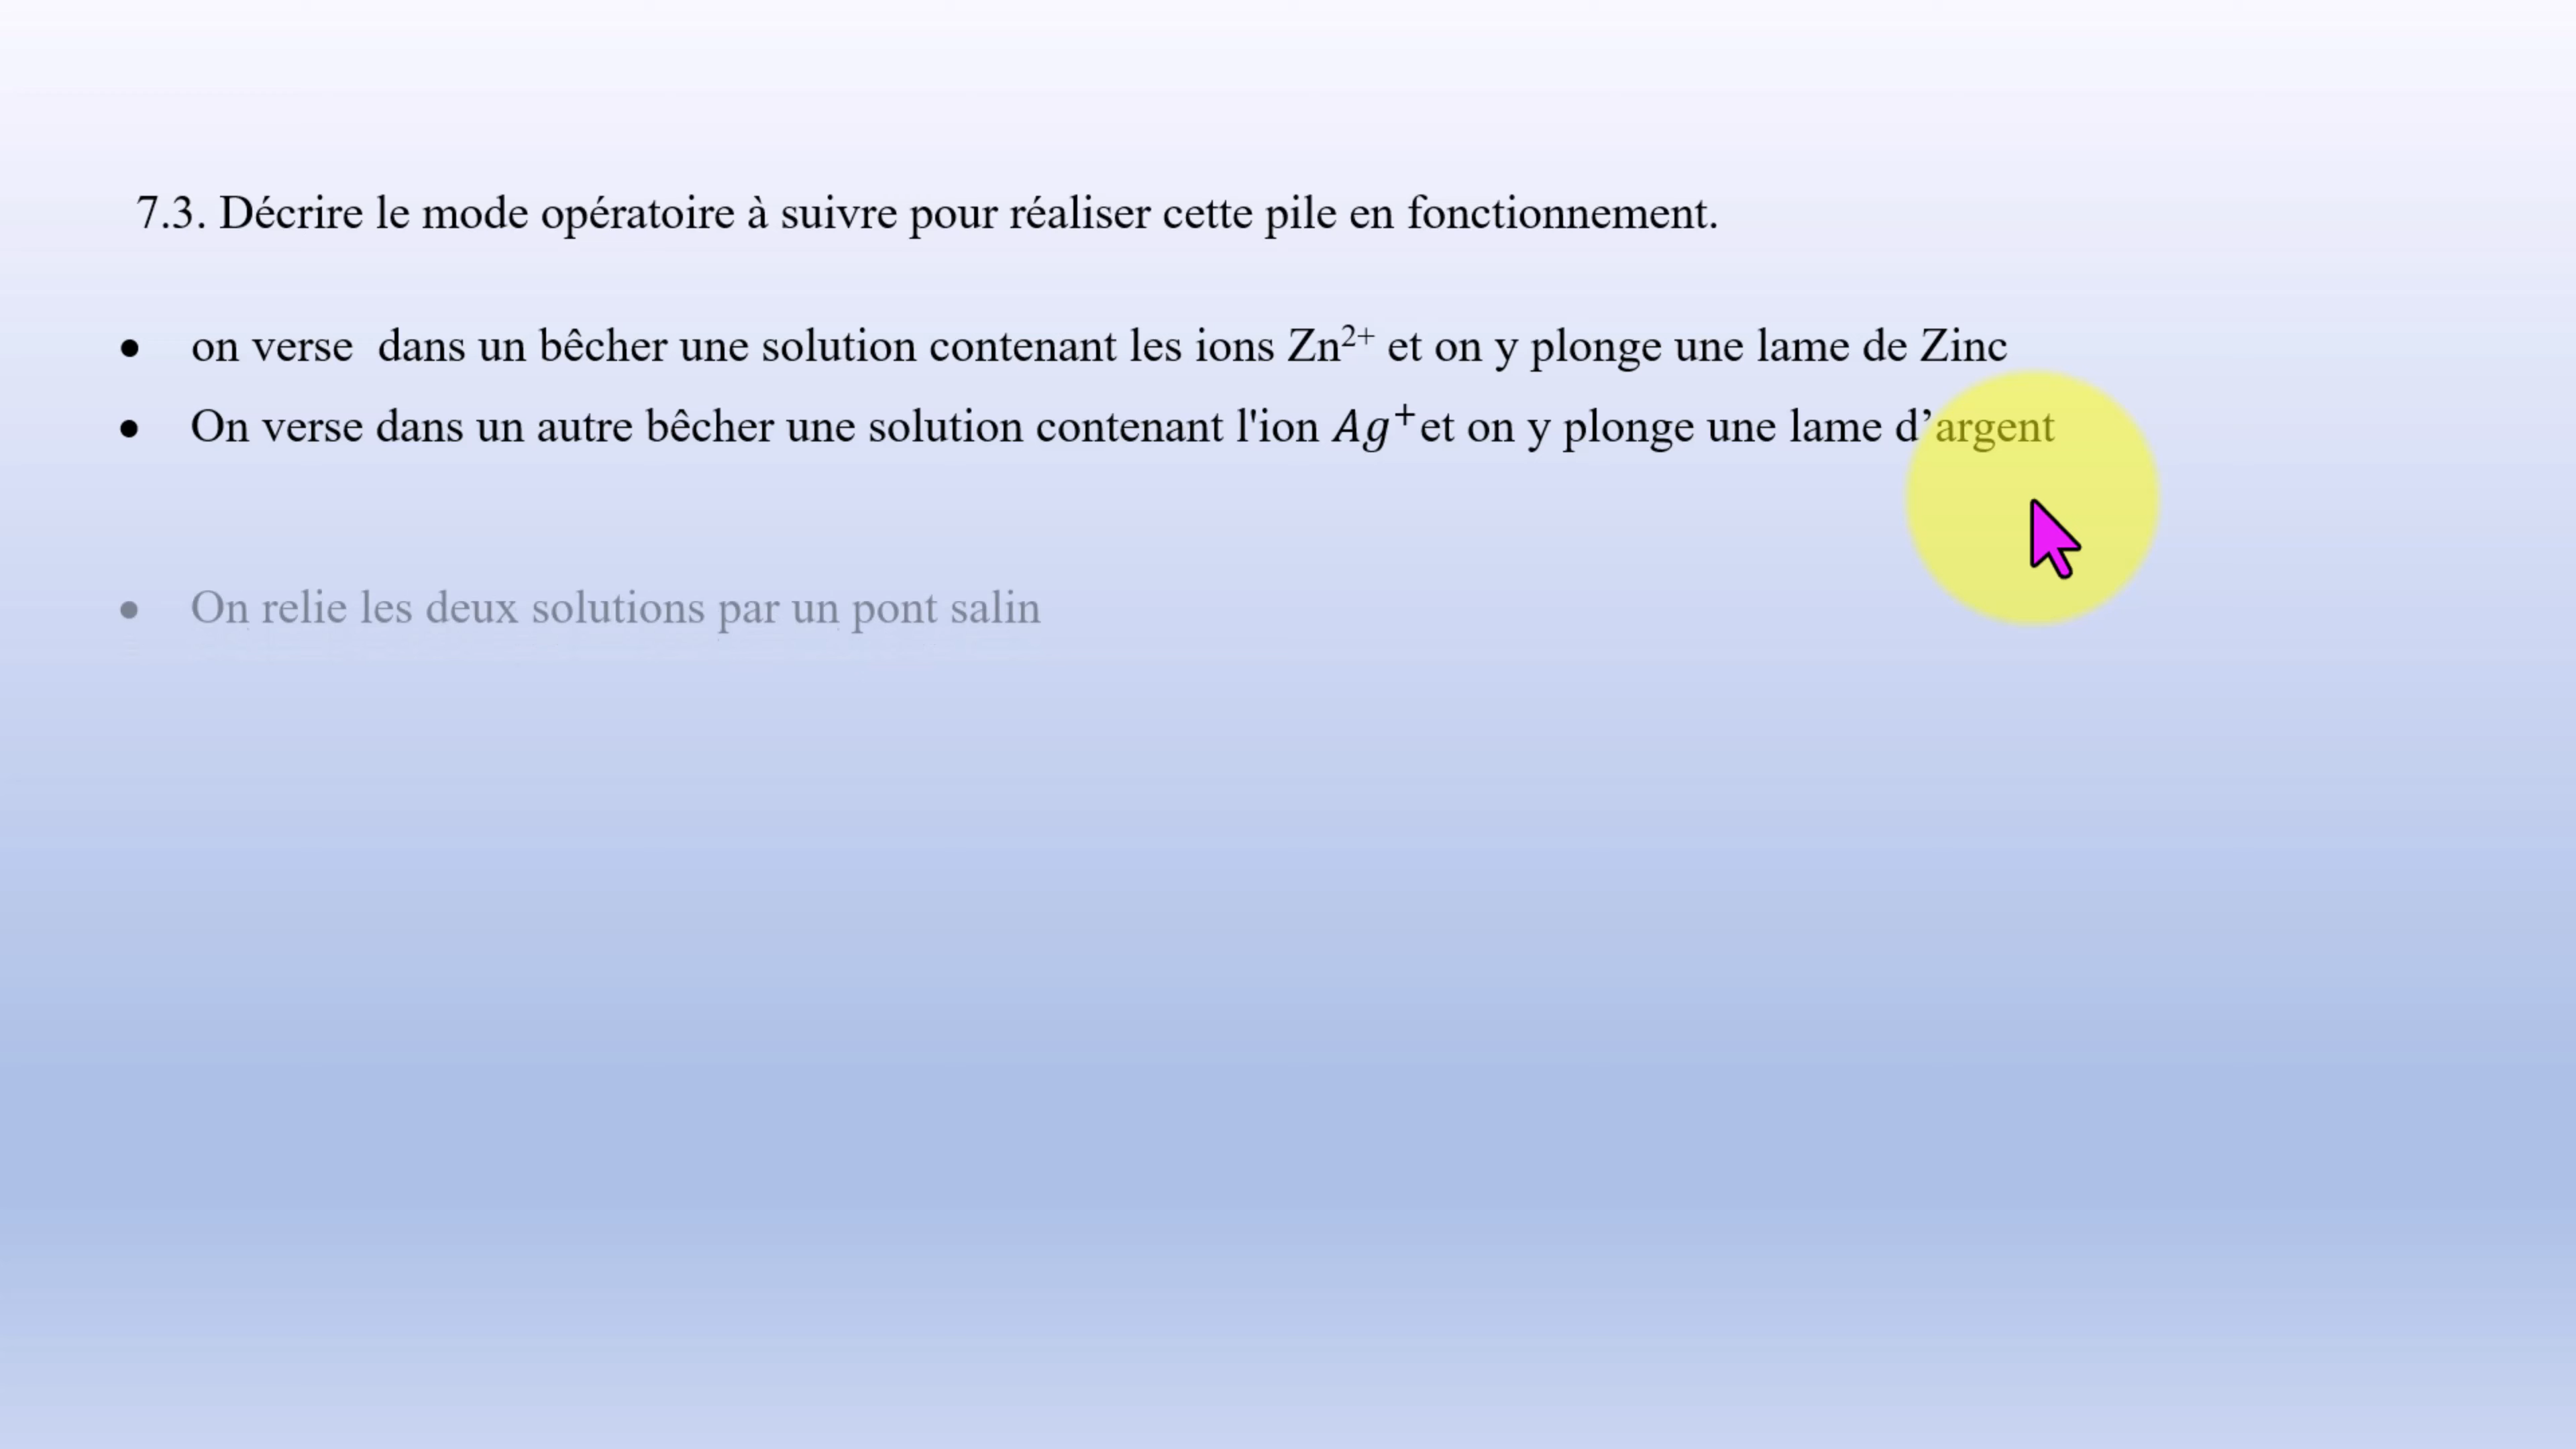 7.3. Décrire le mode opératoire à suivre pour réaliser cette pile en fonctionnement.
• on verse  dans un bêcher une solution contenant les ions Zn²⁺ et on y plonge une lame de Zinc
• On verse dans un autre bêcher une solution contenant l'ion Ag⁺et on y plonge une lame d’argent
• On relie les deux solutions par un pont salin